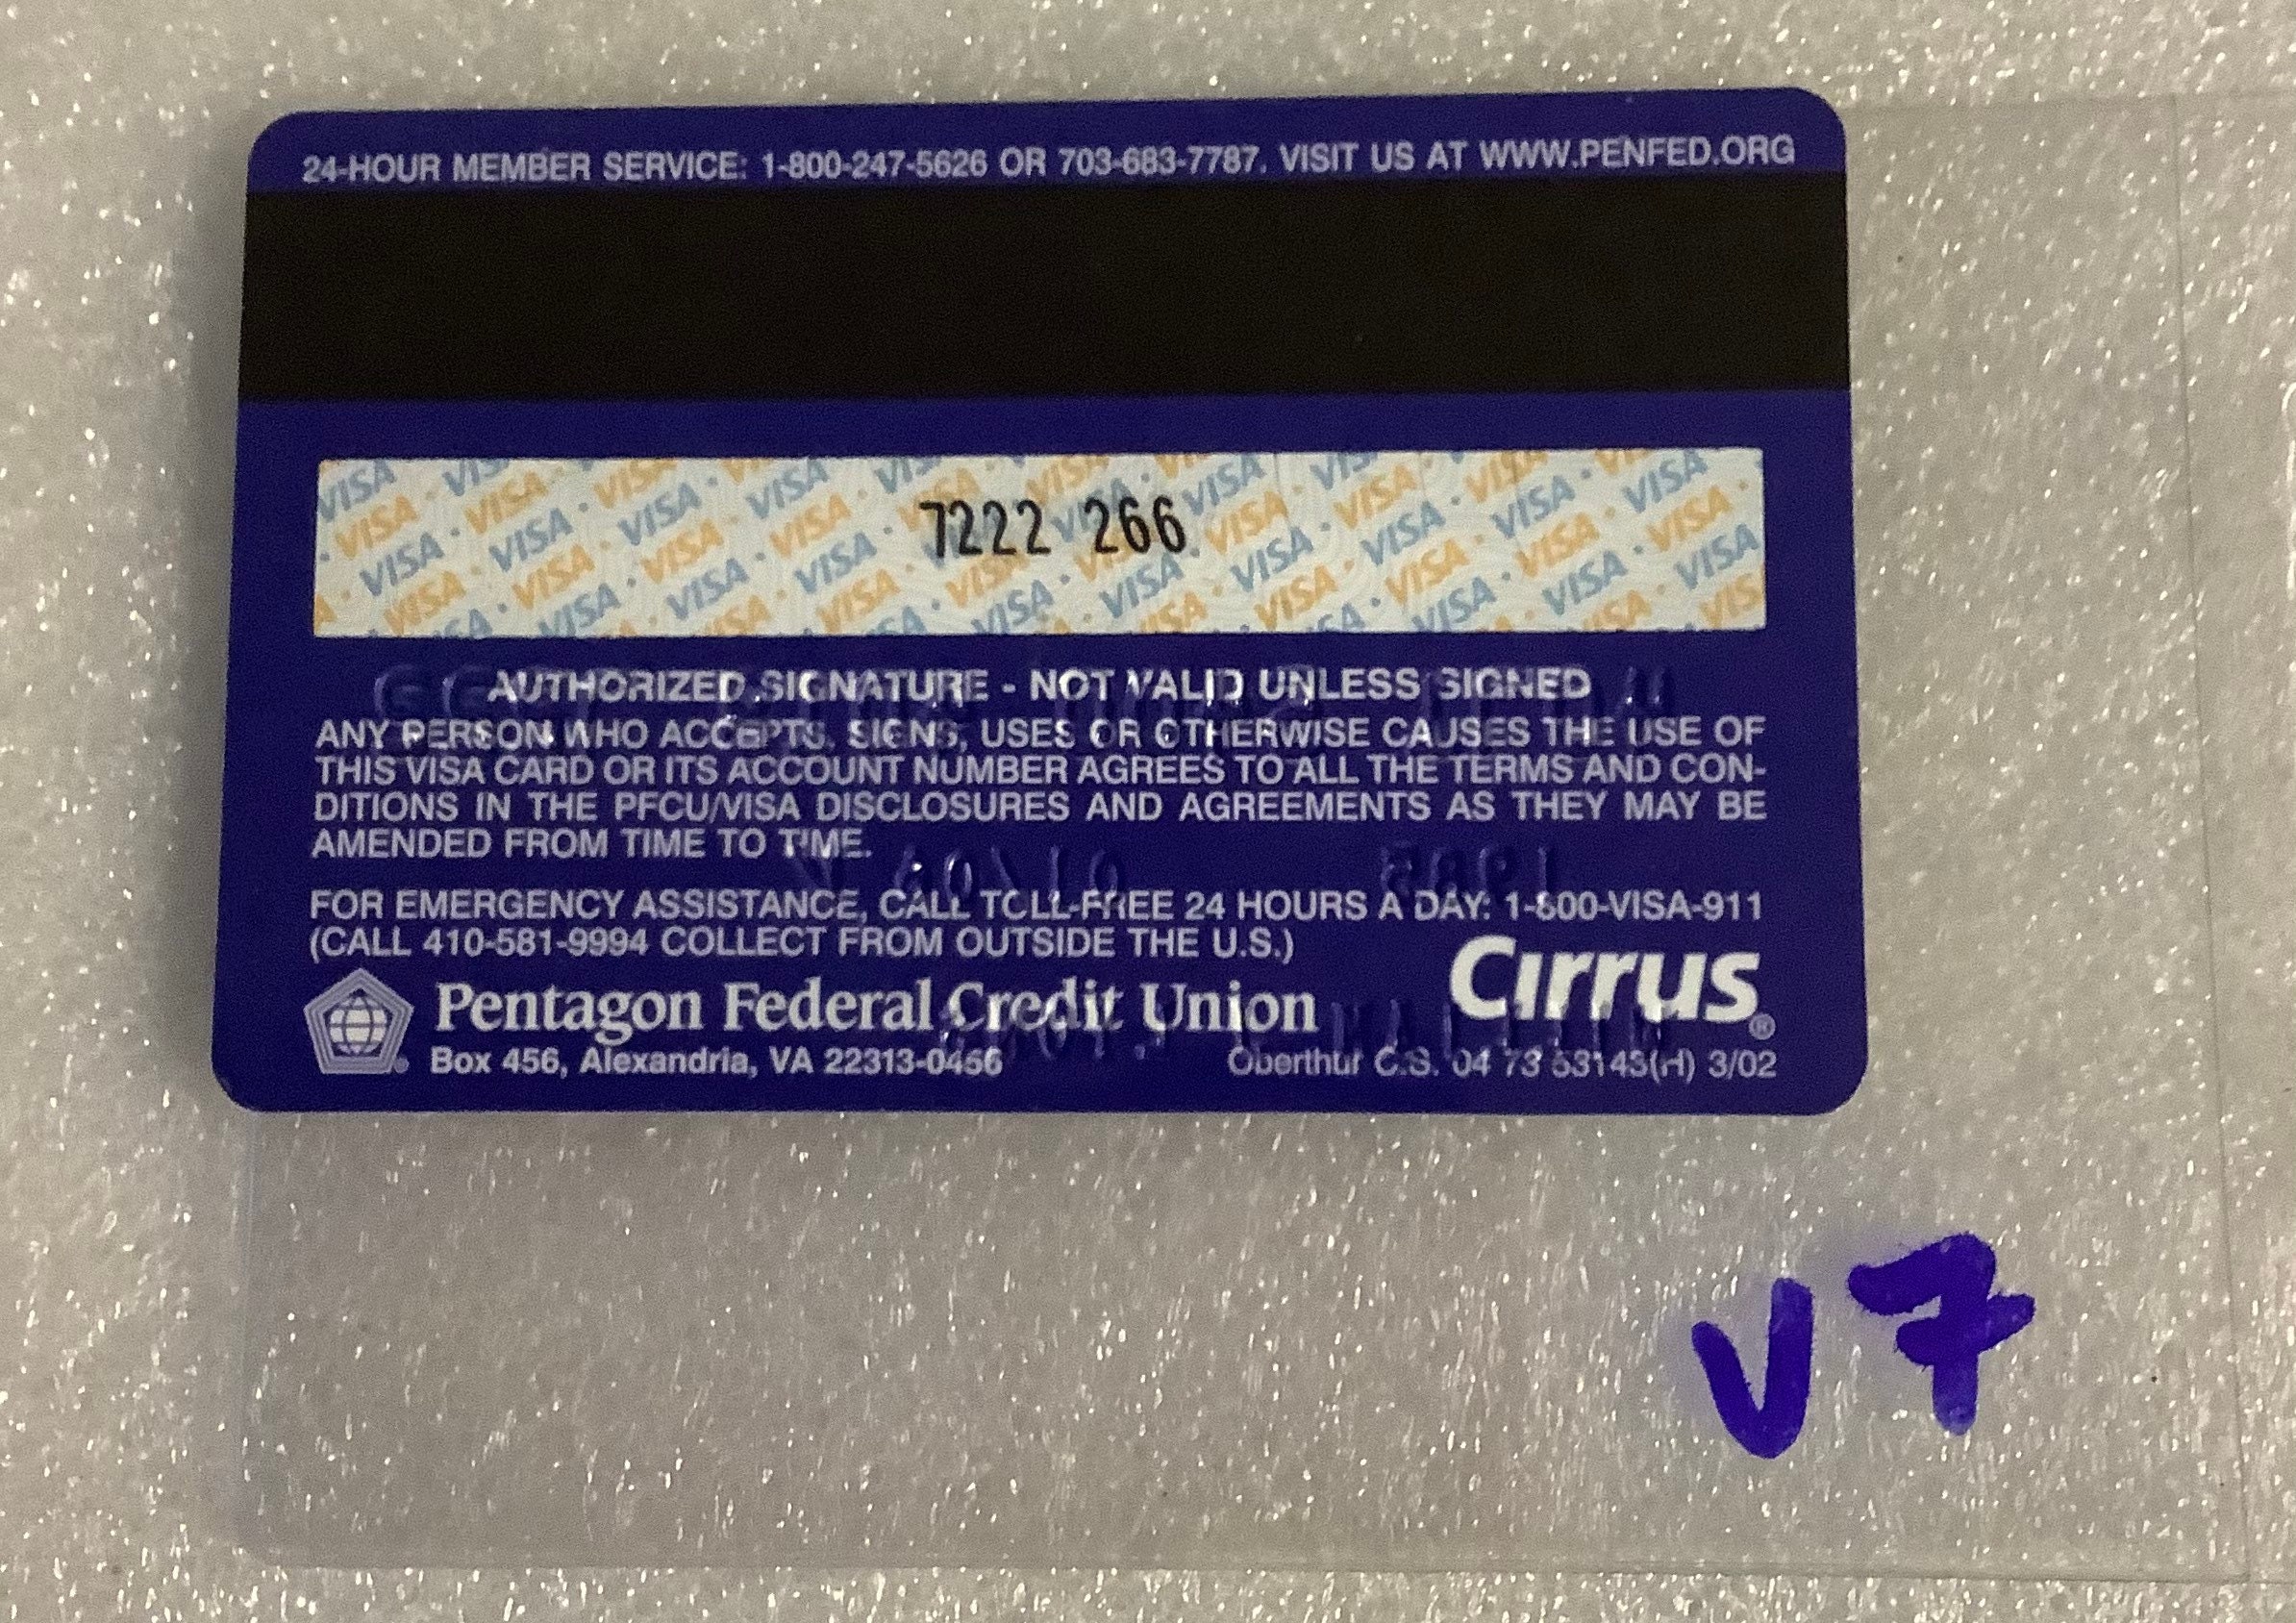 24-HOUR MEMBER SERVICE: 1-800-247-5626 OR 703-683-7787. VISIT US AT WWW.PENFED.ORG
7222 266
AUTHORIZED SIGNATURE - NOT VALID UNLESS SIGNED
ANY PERSON WHO ACCEPTS, SIGNS, USES OR OTHERWISE CAUSES THE USE OF
THIS VISA CARD OR ITS ACCOUNT NUMBER AGREES TO ALL THE TERMS AND CON-
DITIONS IN THE PFCU/VISA DISCLOSURES AND AGREEMENTS AS THEY MAY BE
AMENDED FROM TIME TO TIME.
FOR EMERGENCY ASSISTANCE, CALL TOLL-FREE 24 HOURS A DAY: 1-800-VISA-911
(CALL 410-581-9994 COLLECT FROM OUTSIDE THE U.S.)
Cirrus®
Pentagon Federal Credit Union
Box 456, Alexandria, VA 22313-0456
Oberthur C.S. 04 73 53143(H) 3/02
V7